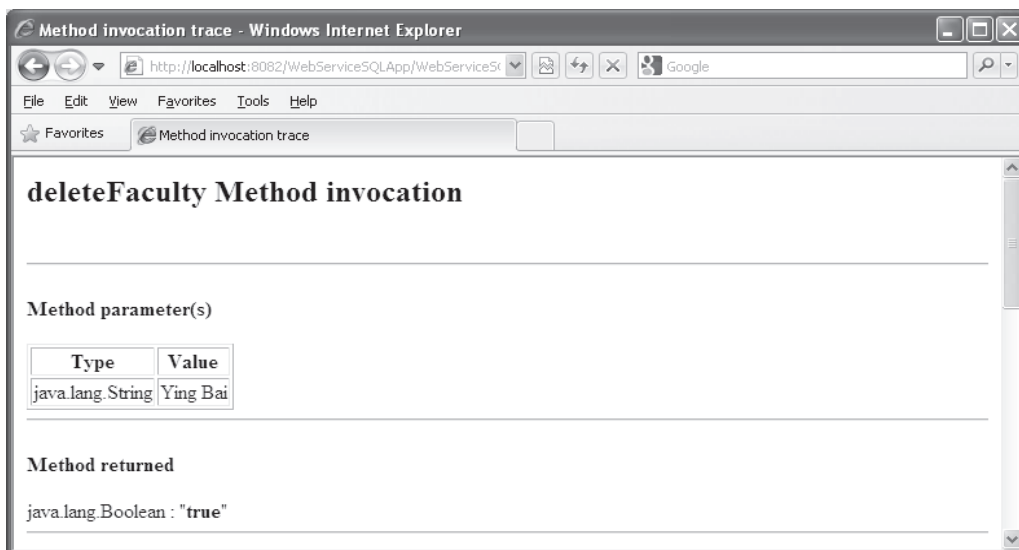 Method invocation trace - Windows Internet Explorer
http://localhost:8082/WebServiceSQLApp/WebServiceS
Google
File Edit View Favorites Tools Help
Favorites
Method invocation trace
deleteFaculty Method invocation
Method parameter(s)
Type Value
java.lang.String Ying Bai
Method returned
java.lang.Boolean : "true"